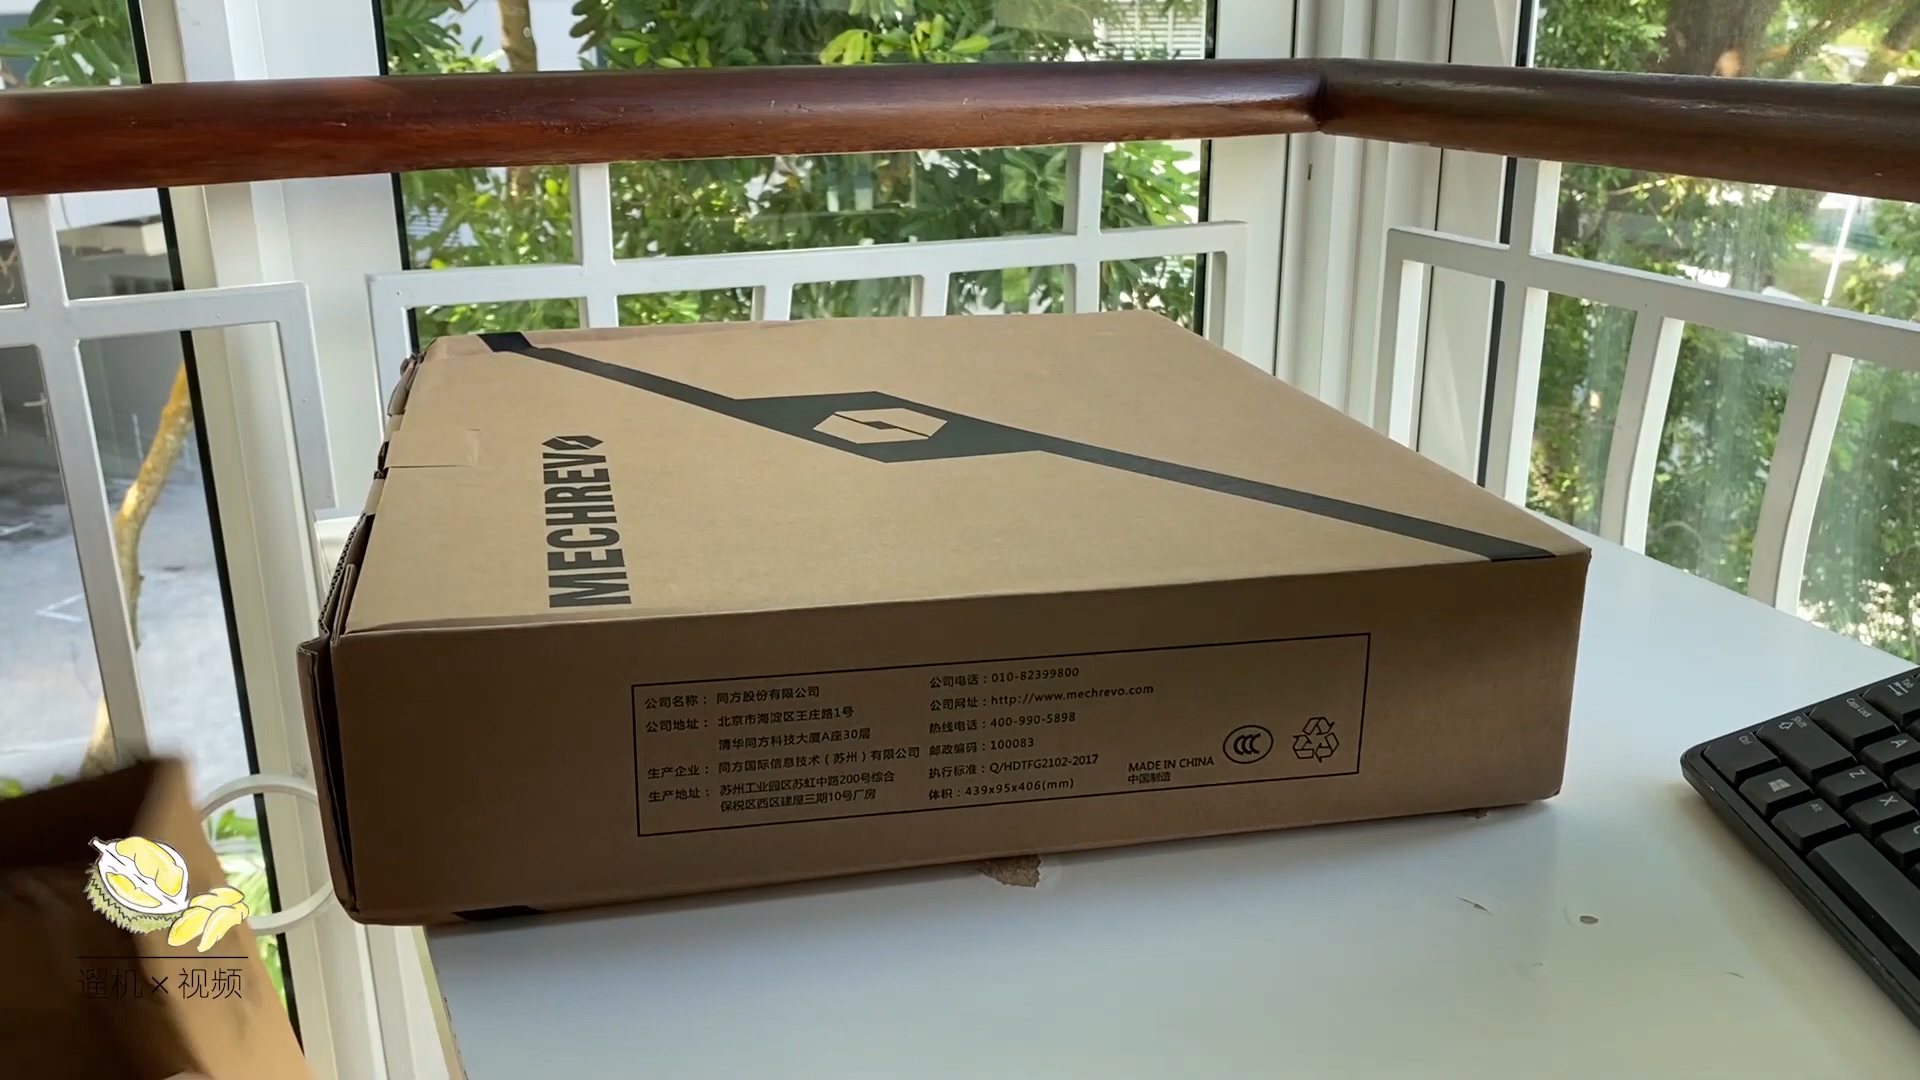 MECHREVO
公司名称：同方股份有限公司
公司地址：北京市海淀区王庄路1号
清华同方科技大厦A座30层
生产企业：同方国际信息技术（苏州）有限公司
生产地址：苏州工业园区苏虹中路200号综合
保税区西区建屋三期10号厂房
公司电话：010-82399800
公司网址：http://www.mechrevo.com
热线电话：400-990-5898
邮政编码：100083
执行标准：Q/HDTFG2102-2017
体积：439x95x406(mm)
MADE IN CHINA
中国制造
CCC
Caps Lock
Shift
Ctrl
Alt
A
Z
X
遛机×视频